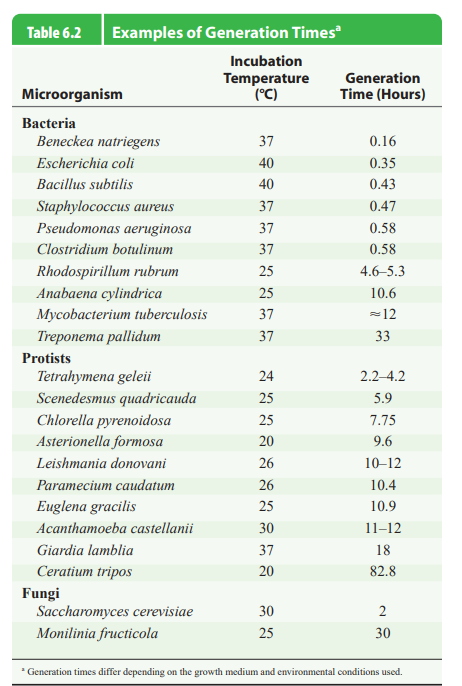 Table 6.2 Examples of Generation Timesᵃ
Microorganism Incubation Temperature (°C) Generation Time (Hours)
Bacteria
Beneckea natriegens 37 0.16
Escherichia coli 40 0.35
Bacillus subtilis 40 0.43
Staphylococcus aureus 37 0.47
Pseudomonas aeruginosa 37 0.58
Clostridium botulinum 37 0.58
Rhodospirillum rubrum 25 4.6–5.3
Anabaena cylindrica 25 10.6
Mycobacterium tuberculosis 37 ≈12
Treponema pallidum 37 33
Protists
Tetrahymena geleii 24 2.2–4.2
Scenedesmus quadricauda 25 5.9
Chlorella pyrenoidosa 25 7.75
Asterionella formosa 20 9.6
Leishmania donovani 26 10–12
Paramecium caudatum 26 10.4
Euglena gracilis 25 10.9
Acanthamoeba castellanii 30 11–12
Giardia lamblia 37 18
Ceratium tripos 20 82.8
Fungi
Saccharomyces cerevisiae 30 2
Monilinia fructicola 25 30
ᵃ Generation times differ depending on the growth medium and environmental conditions used.